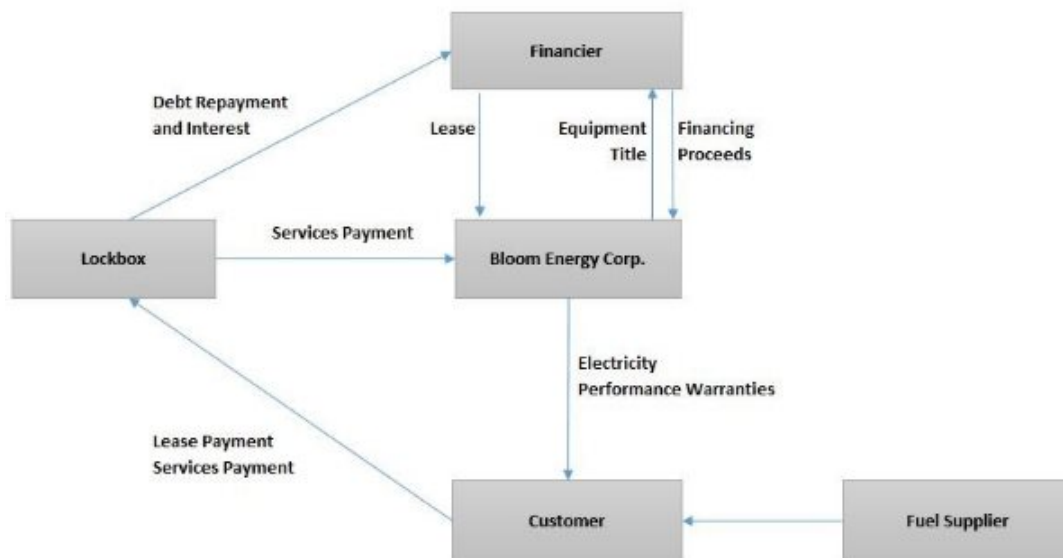 Financier
Debt Repayment
and Interest
Lease
Equipment
Title
Financing
Proceeds
Lockbox
Services Payment
Bloom Energy Corp.
Electricity
Performance Warranties
Lease Payment
Services Payment
Customer
Fuel Supplier